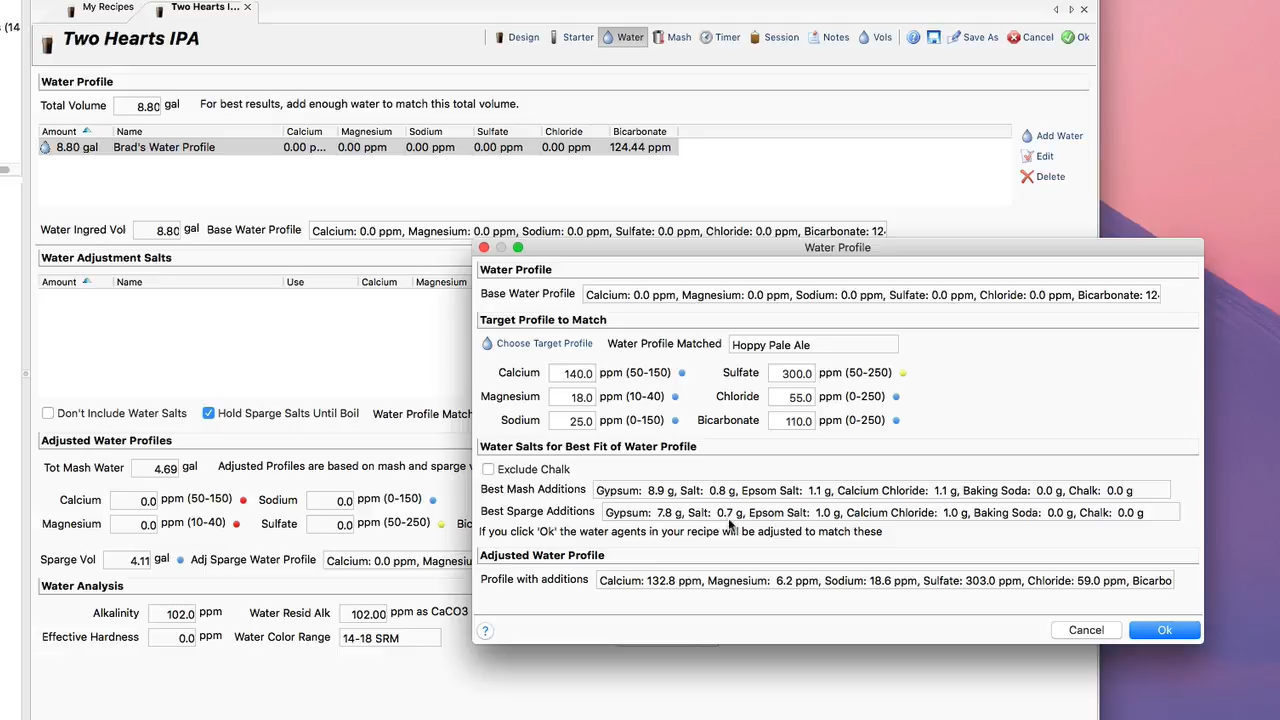 s (14
My Recipes
Two Hearts I...
Two Hearts IPA
Design Starter Water Mash Timer Session Notes Vols Save As Cancel Ok
Water Profile
Total Volume 8.80 gal For best results, add enough water to match this total volume.
Amount Name Calcium Magnesium Sodium Sulfate Chloride Bicarbonate
8.80 gal Brad's Water Profile 0.00 p... 0.00 ppm 0.00 ppm 0.00 ppm 0.00 ppm 124.44 ppm
Add Water
Edit
Delete
Water Ingred Vol 8.80 gal Base Water Profile Calcium: 0.0 ppm, Magnesium: 0.0 ppm, Sodium: 0.0 ppm, Sulfate: 0.0 ppm, Chloride: 0.0 ppm, Bicarbonate: 12
Water Adjustment Salts
Amount Name Use Calcium Magnesium
Don't Include Water Salts Hold Sparge Salts Until Boil Water Profile Match
Adjusted Water Profiles
Tot Mash Water 4.69 gal Adjusted Profiles are based on mash and sparge v
Calcium 0.0 ppm (50-150) Sodium 0.0 ppm (0-150)
Magnesium 0.0 ppm (10-40) Sulfate 0.0 ppm (50-250) Bic
Sparge Vol 4.11 gal Adj Sparge Water Profile Calcium: 0.0 ppm, Magnes
Water Analysis
Alkalinity 102.0 ppm Water Resid Alk 102.00 ppm as CaCO3
Effective Hardness 0.0 ppm Water Color Range 14-18 SRM
Water Profile
Water Profile
Base Water Profile Calcium: 0.0 ppm, Magnesium: 0.0 ppm, Sodium: 0.0 ppm, Sulfate: 0.0 ppm, Chloride: 0.0 ppm, Bicarbonate: 12
Target Profile to Match
Choose Target Profile Water Profile Matched Hoppy Pale Ale
Calcium 140.0 ppm (50-150) Sulfate 300.0 ppm (50-250)
Magnesium 18.0 ppm (10-40) Chloride 55.0 ppm (0-250)
Sodium 25.0 ppm (0-150) Bicarbonate 110.0 ppm (0-250)
Water Salts for Best Fit of Water Profile
Exclude Chalk
Best Mash Additions Gypsum: 8.9 g, Salt: 0.8 g, Epsom Salt: 1.1 g, Calcium Chloride: 1.1 g, Baking Soda: 0.0 g, Chalk: 0.0 g
Best Sparge Additions Gypsum: 7.8 g, Salt: 0.7 g, Epsom Salt: 1.0 g, Calcium Chloride: 1.0 g, Baking Soda: 0.0 g, Chalk: 0.0 g
If you click 'Ok' the water agents in your recipe will be adjusted to match these
Adjusted Water Profile
Profile with additions Calcium: 132.8 ppm, Magnesium: 6.2 ppm, Sodium: 18.6 ppm, Sulfate: 303.0 ppm, Chloride: 59.0 ppm, Bicarbo
? Cancel Ok